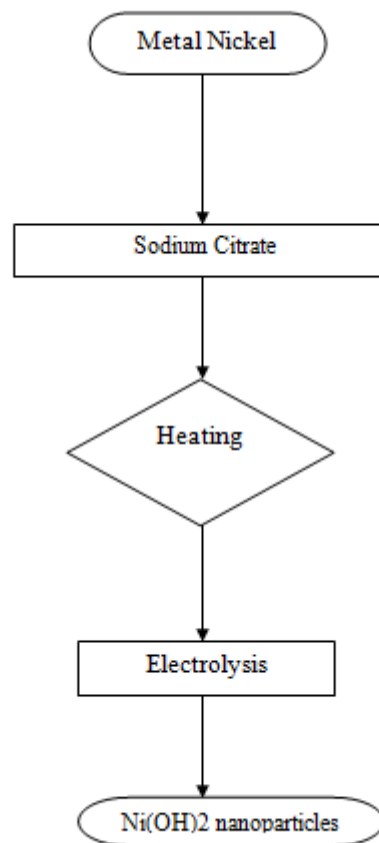 Metal Nickel
Sodium Citrate
Heating
Electrolysis
Ni(OH)2 nanoparticles